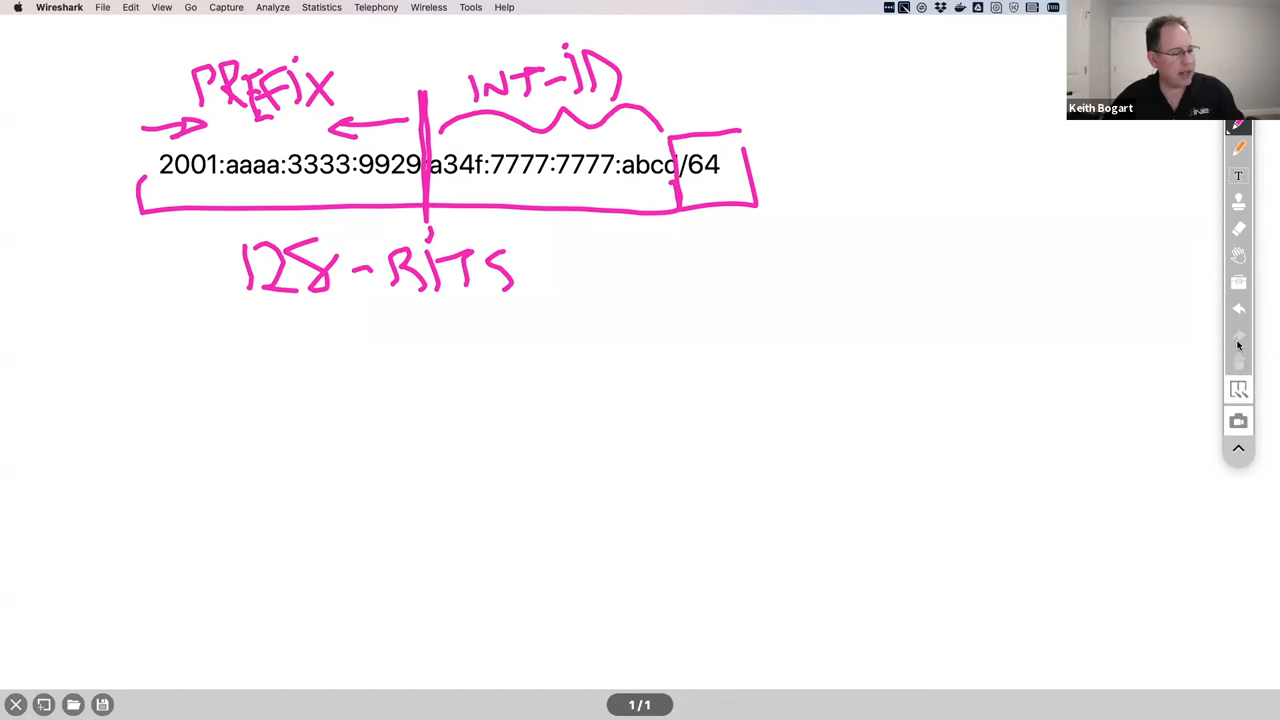 Wireshark File Edit View Go Capture Analyze Statistics Telephony Wireless Tools Help
PREFIX INT-ID
2001:aaaa:3333:9929:a34f:7777:7777:abcd/64
128-BITS
Keith Bogart
INE
T
1/1